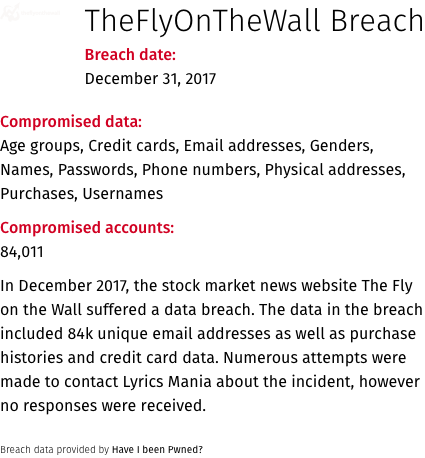 TheFlyOnTheWall Breach
Breach date:
December 31, 2017
Compromised data:
Age groups, Credit cards, Email addresses, Genders,
Names, Passwords, Phone numbers, Physical addresses,
Purchases, Usernames
Compromised accounts:
84,011
In December 2017, the stock market news website The Fly
on the Wall suffered a data breach. The data in the breach
included 84k unique email addresses as well as purchase
histories and credit card data. Numerous attempts were
made to contact Lyrics Mania about the incident, however
no responses were received.
Breach data provided by Have I been Pwned?